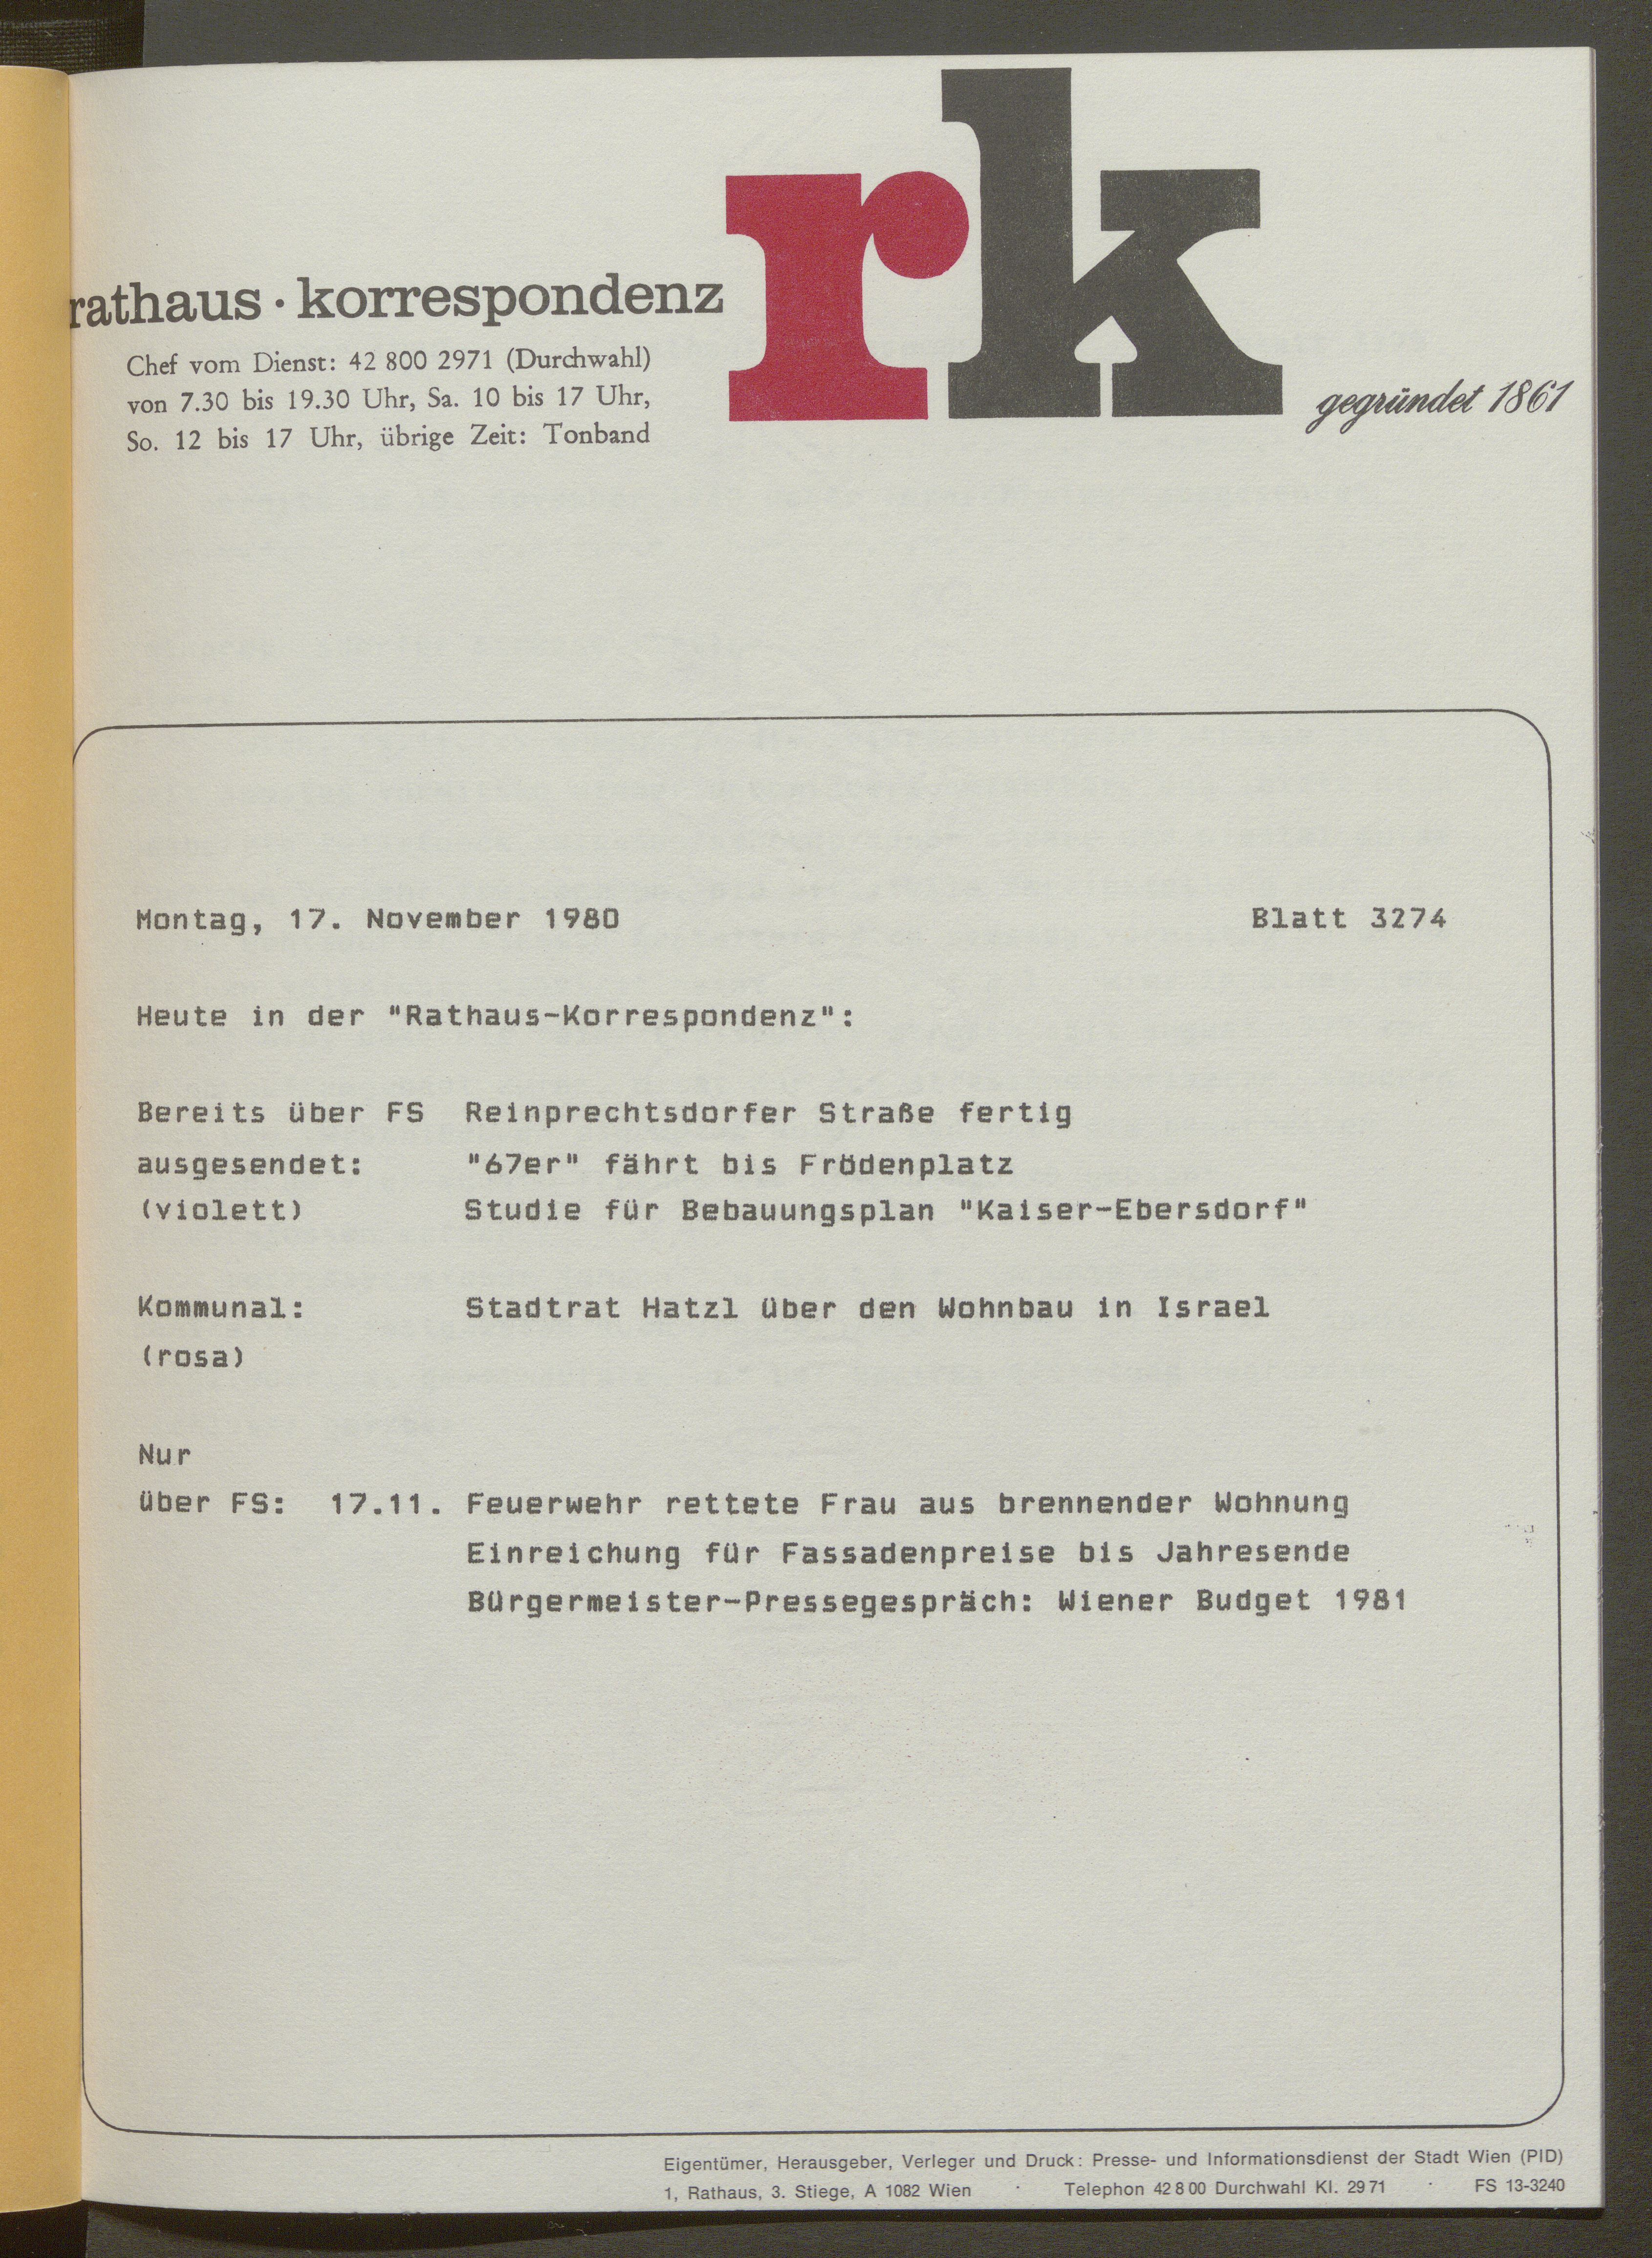 rk
rathaus · korrespondenz
Chef vom Dienst: 42 800 2971 (Durchwahl)
von 7.30 bis 19.30 Uhr, Sa. 10 bis 17 Uhr,
So. 12 bis 17 Uhr, übrige Zeit: Tonband
gegründet 1861
Montag, 17. November 1980 Blatt 3274
Heute in der "Rathaus-Korrespondenz":
Bereits über FS Reinprechtsdorfer Straße fertig
ausgesendet: "67er" fährt bis Frödenplatz
(violett) Studie für Bebauungsplan "Kaiser-Ebersdorf"
Kommunal: Stadtrat Hatzl über den Wohnbau in Israel
(rosa)
Nur
über FS: 17.11. Feuerwehr rettete Frau aus brennender Wohnung
Einreichung für Fassadenpreise bis Jahresende
Bürgermeister-Pressegespräch: Wiener Budget 1981
Eigentümer, Herausgeber, Verleger und Druck: Presse- und Informationsdienst der Stadt Wien (PID)
1, Rathaus, 3. Stiege, A 1082 Wien · Telephon 42 8 00 Durchwahl Kl. 29 71 · FS 13-3240